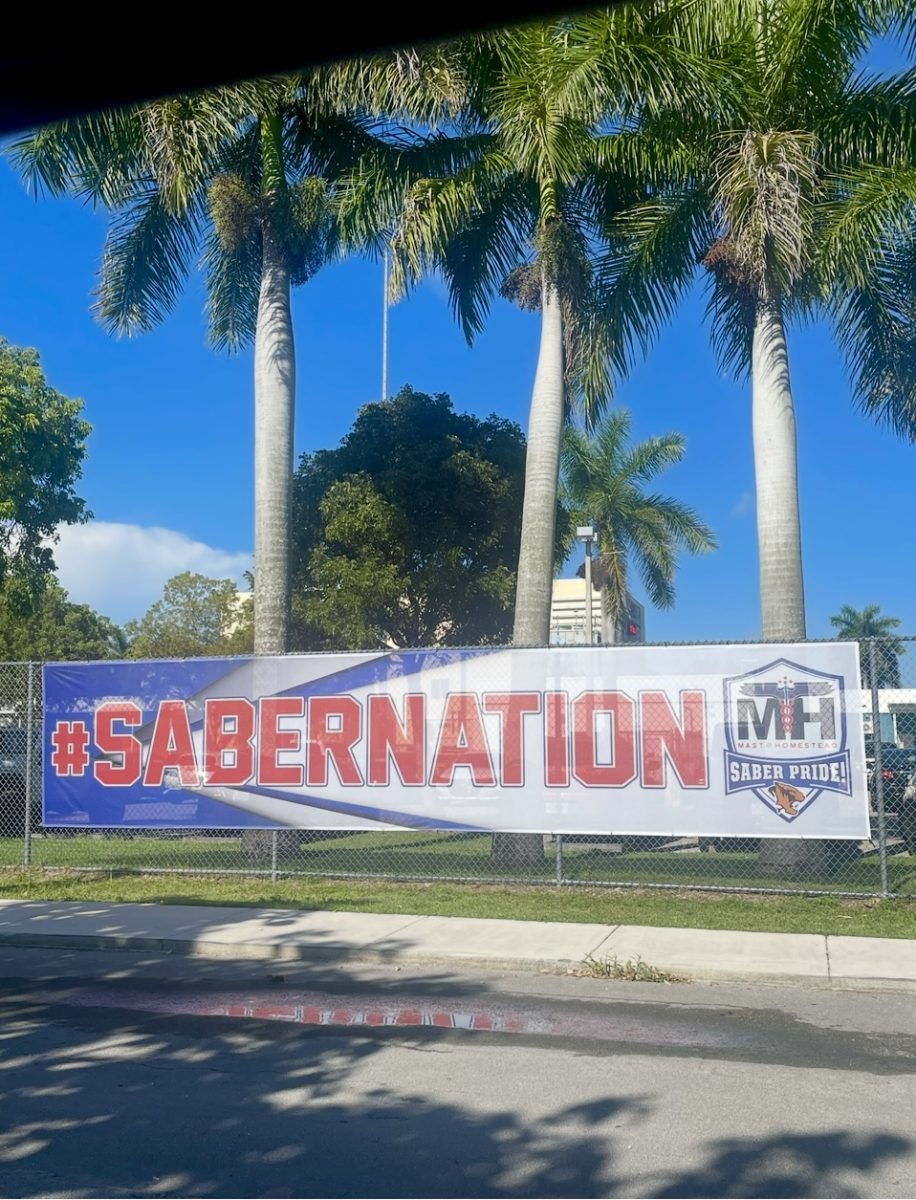 #SABERNATION
MH
MAST@HOMESTEAD
SABER PRIDE!